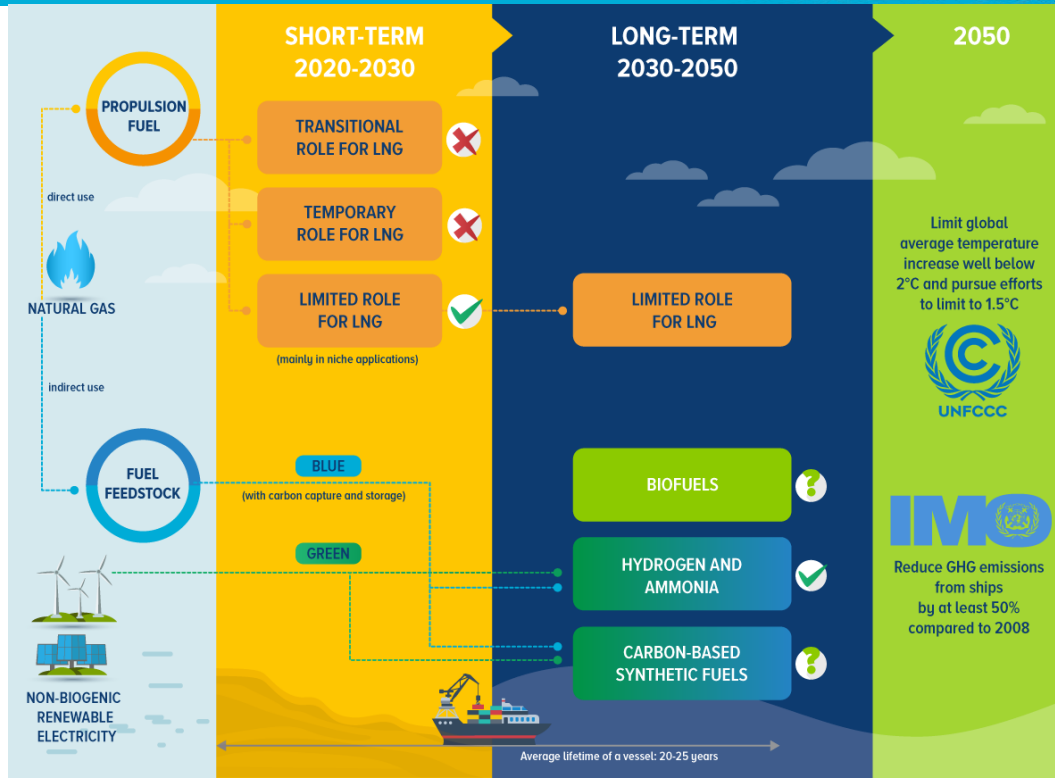 SHORT-TERM
2020-2030
LONG-TERM
2030-2050
2050
PROPULSION
FUEL
direct use
NATURAL GAS
indirect use
FUEL
FEEDSTOCK
NON-BIOGENIC
RENEWABLE
ELECTRICITY
TRANSITIONAL
ROLE FOR LNG
TEMPORARY
ROLE FOR LNG
LIMITED ROLE
FOR LNG
(mainly in niche applications)
BLUE
(with carbon capture and storage)
GREEN
LIMITED ROLE
FOR LNG
BIOFUELS
?
HYDROGEN AND
AMMONIA
CARBON-BASED
SYNTHETIC FUELS
?
Average lifetime of a vessel: 20-25 years
Limit global
average temperature
increase well below
2°C and pursue efforts
to limit to 1.5°C
UNFCCC
IMO
Reduce GHG emissions
from ships
by at least 50%
compared to 2008